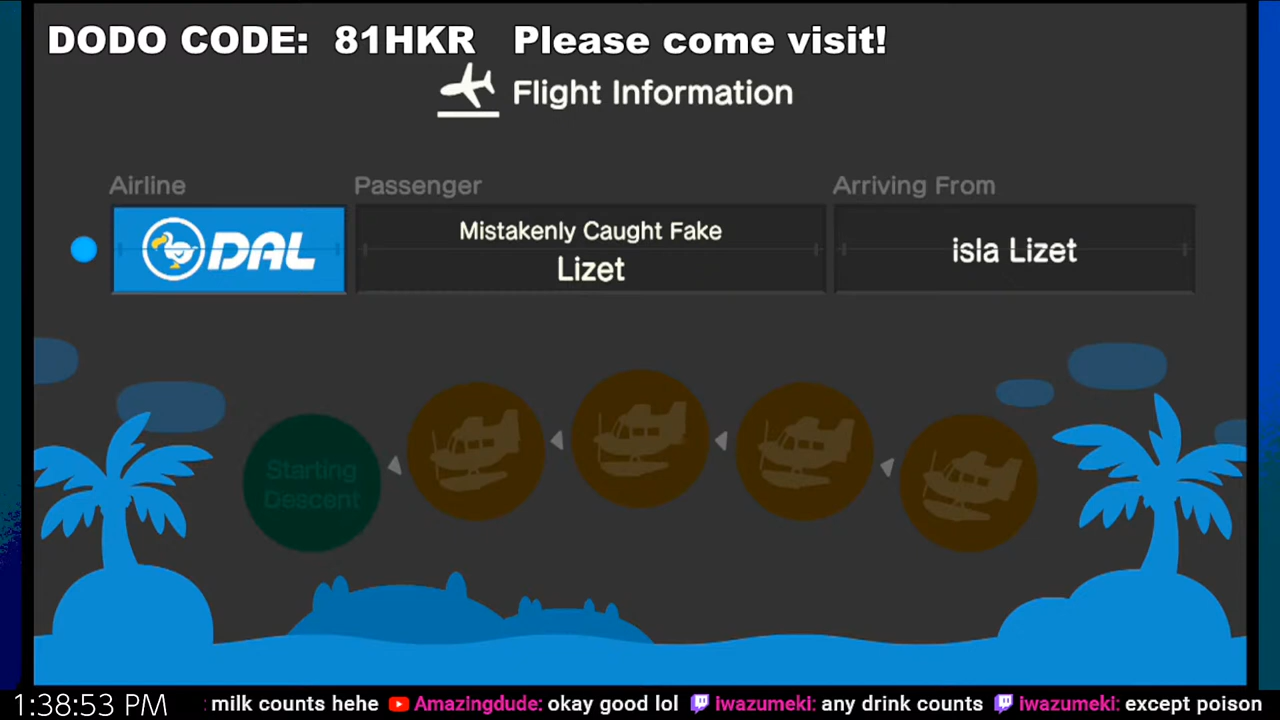 DODO CODE: 81HKR Please come visit!
Flight Information
Airline Passenger Arriving From
DAL
Mistakenly Caught Fake
Lizet
isla Lizet
Starting
Descent
1:38:53 PM : milk counts hehe Amazingdude: okay good lol Iwazumeki: any drink counts Iwazumeki: except poison